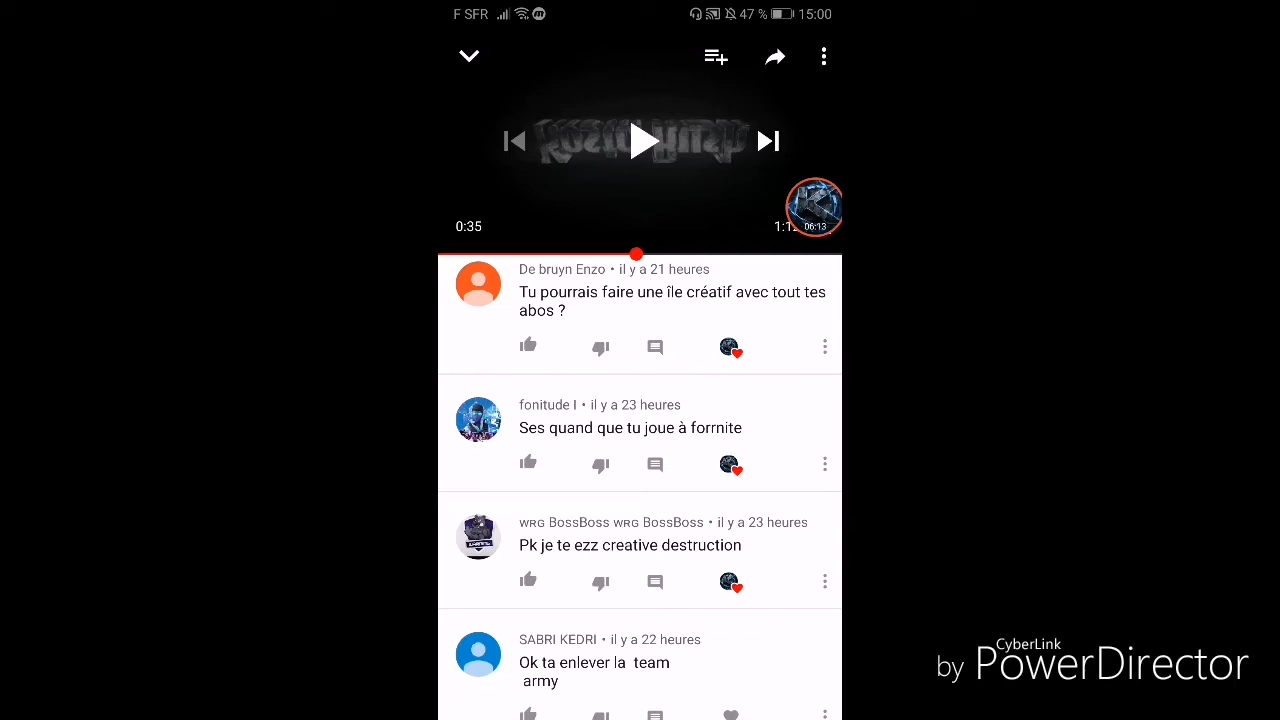 F SFR 47 % 15:00
0:35
06:13
De bruyn Enzo • il y a 21 heures
Tu pourrais faire une île créatif avec tout tes
abos ?
fonitude I • il y a 23 heures
Ses quand que tu joue à forrnite
WRG BossBoss WRG BossBoss • il y a 23 heures
Pk je te ezz creative destruction
SABRI KEDRI • il y a 22 heures
Ok ta enlever la team
army
CyberLink
by PowerDirector